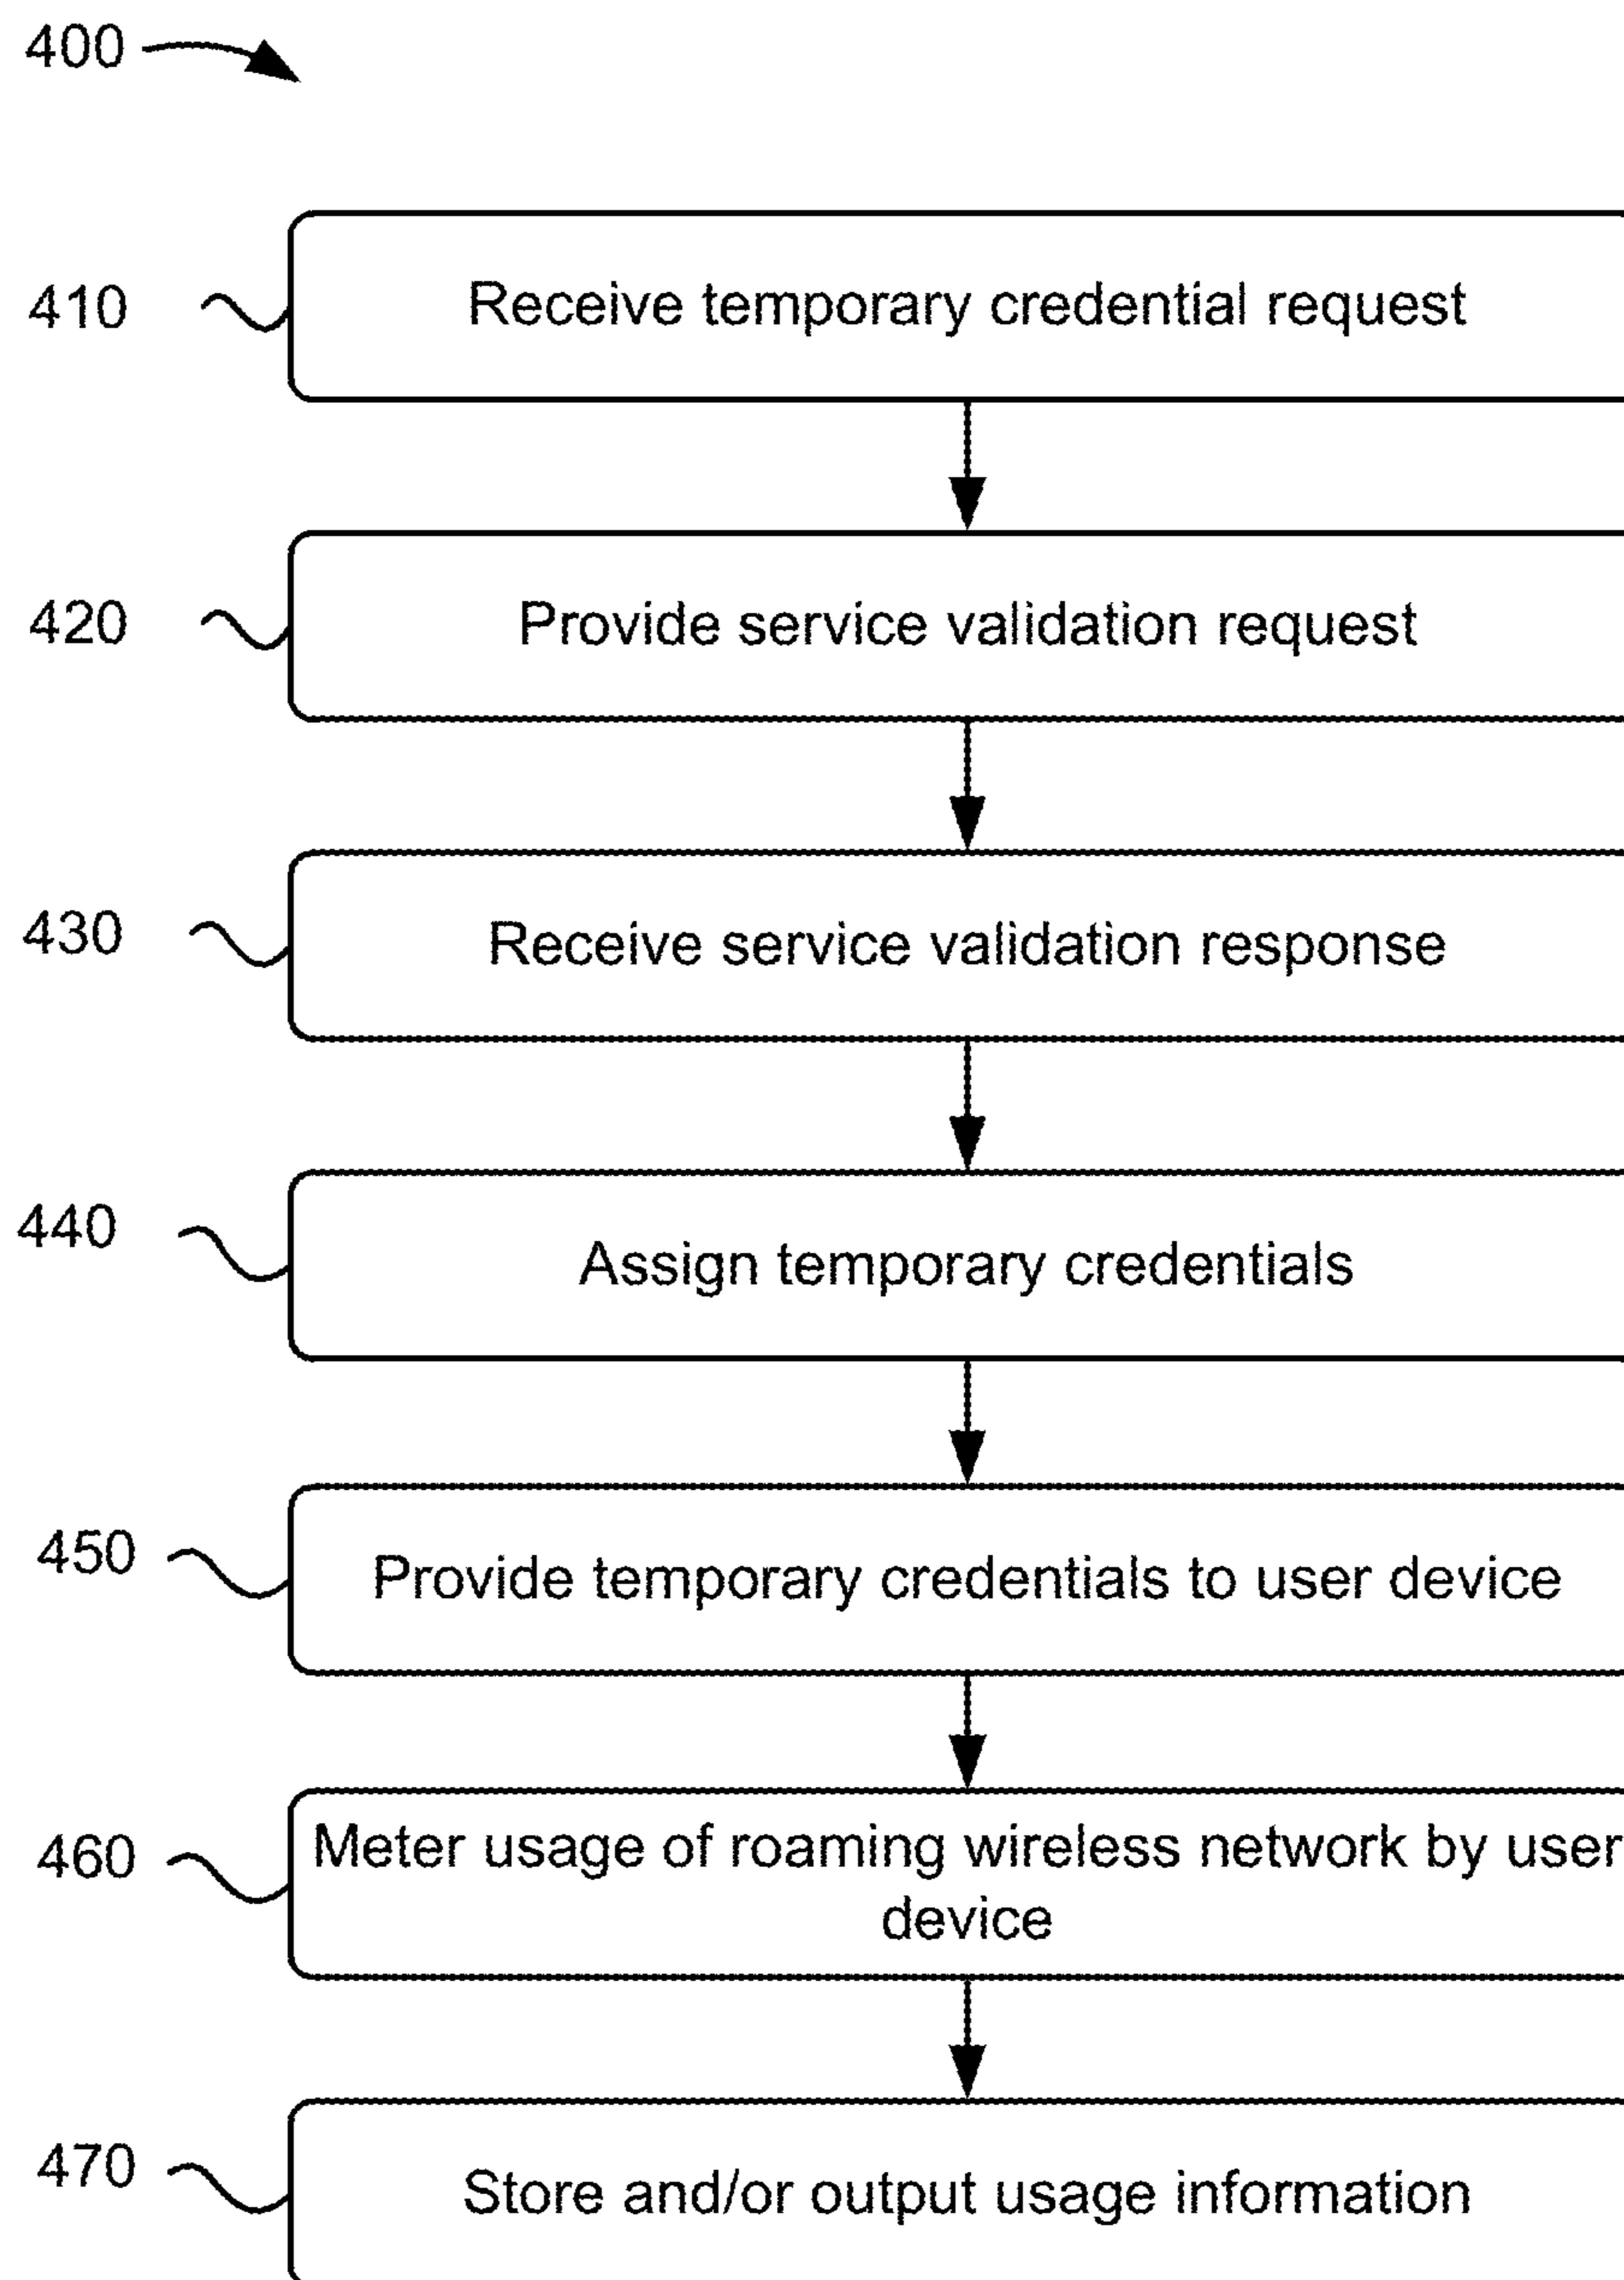 400
410
Receive temporary credential request
420
Provide service validation request
430
Receive service validation response
440
Assign temporary credentials
450
Provide temporary credentials to user device
460
Meter usage of roaming wireless network by user
device
470
Store and/or output usage information